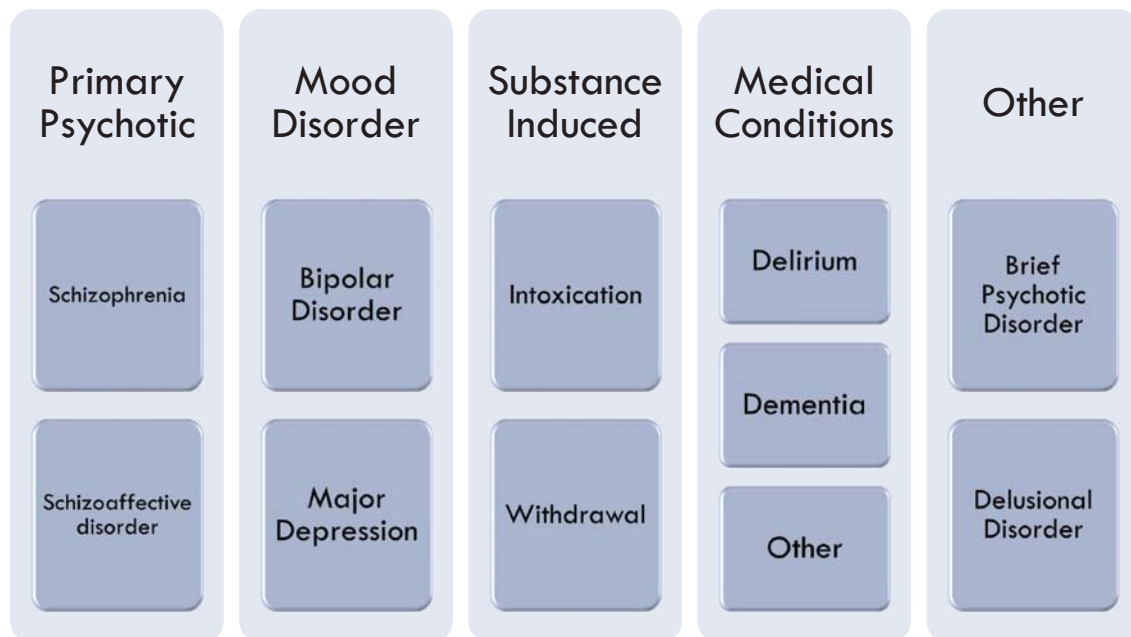 Primary
Psychotic
Schizophrenia
Schizoaffective
disorder
Mood
Disorder
Bipolar
Disorder
Major
Depression
Substance
Induced
Intoxication
Withdrawal
Medical
Conditions
Delirium
Dementia
Other
Other
Brief
Psychotic
Disorder
Delusional
Disorder